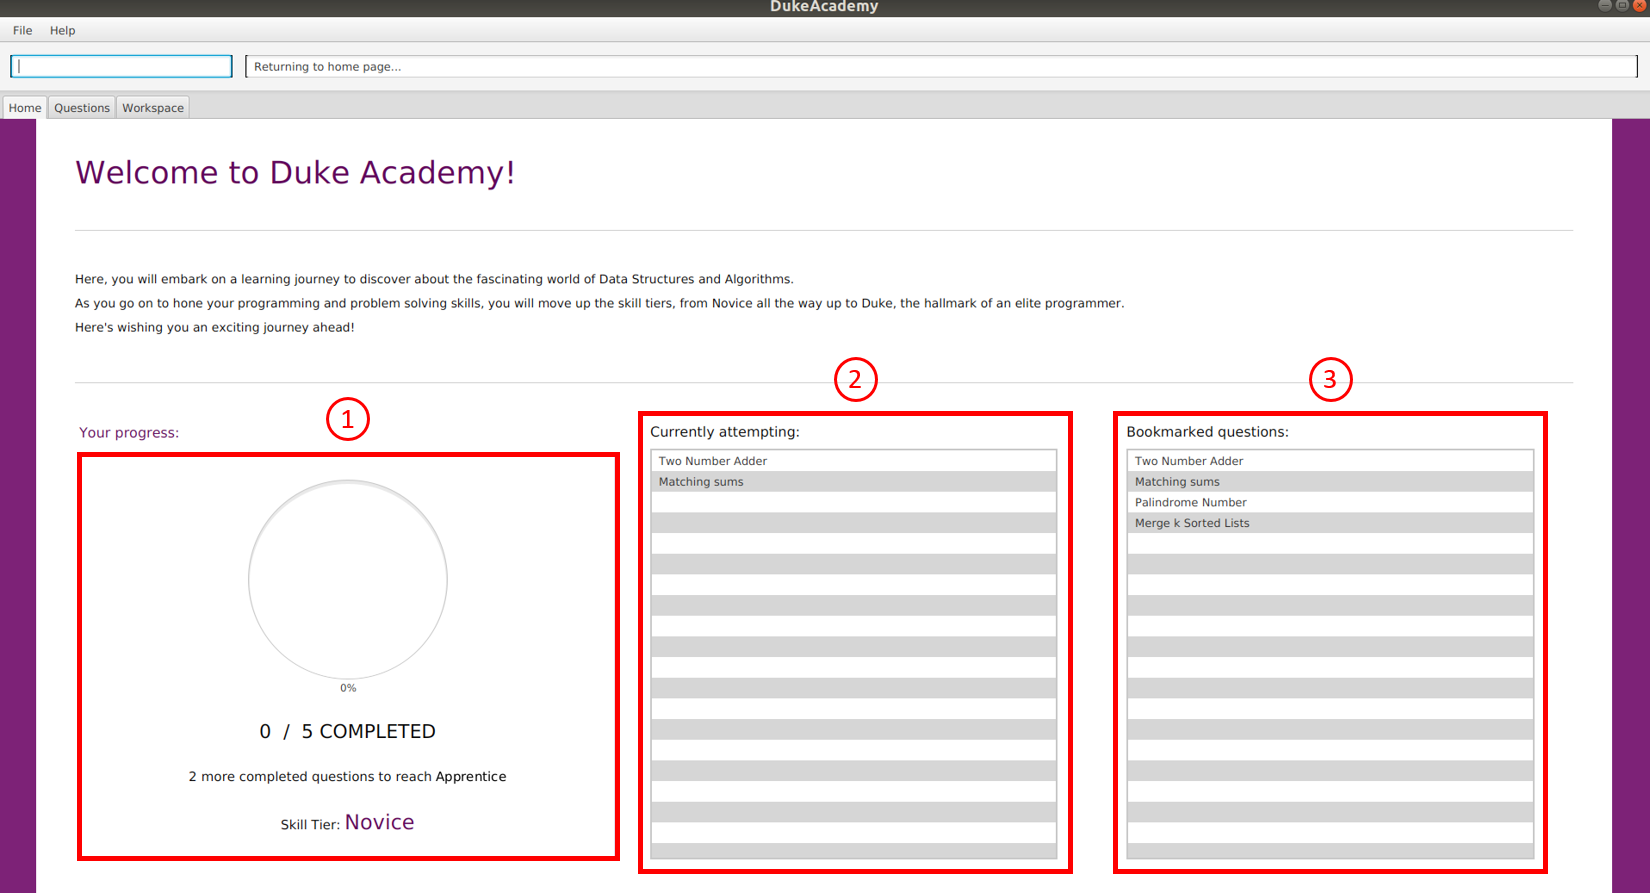 DukeAcademy
File Help
Returning to home page...
Home Questions Workspace
Welcome to Duke Academy!
Here, you will embark on a learning journey to discover about the fascinating world of Data Structures and Algorithms.
As you go on to hone your programming and problem solving skills, you will move up the skill tiers, from Novice all the way up to Duke, the hallmark of an elite programmer.
Here's wishing you an exciting journey ahead!
1
Your progress:
0%
0 / 5 COMPLETED
2 more completed questions to reach Apprentice
Skill Tier: Novice
2
Currently attempting:
Two Number Adder
Matching sums
3
Bookmarked questions:
Two Number Adder
Matching sums
Palindrome Number
Merge k Sorted Lists